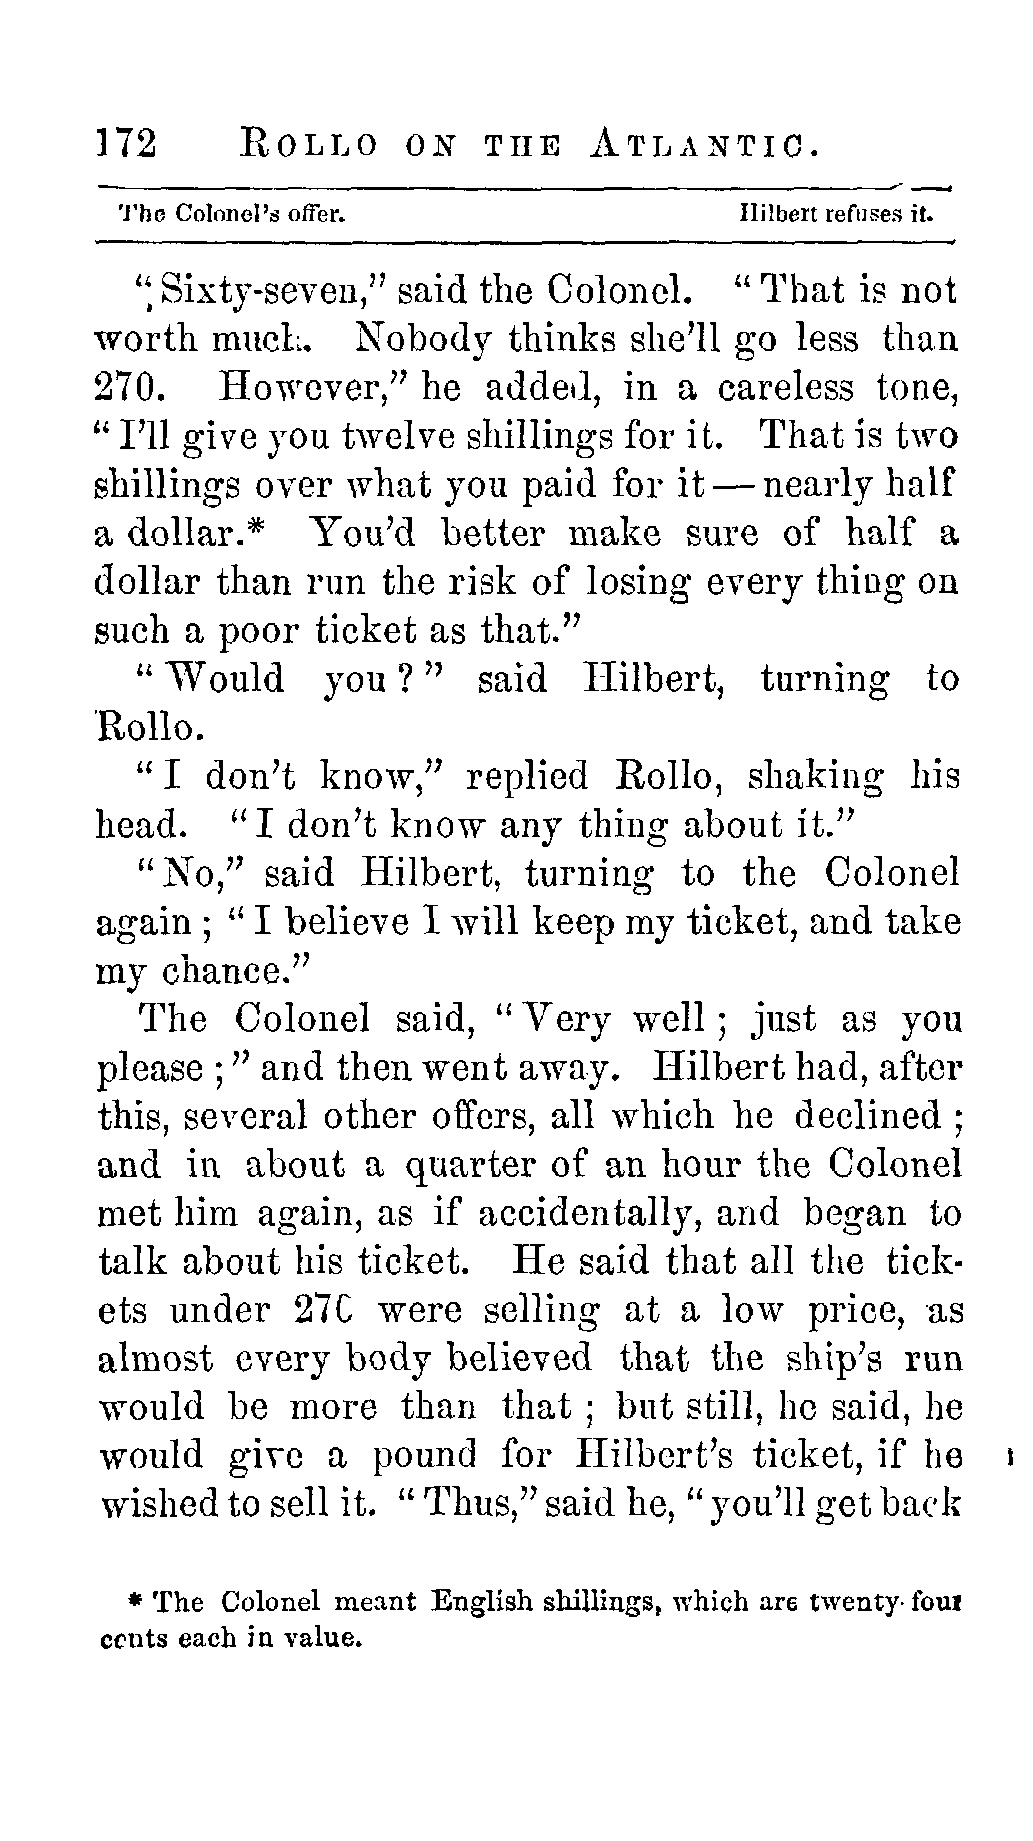 172 ROLLO ON THE ATLANTIC.
The Colonel's offer. Hilbert refuses it.
"Sixty-seven," said the Colonel. "That is not
worth much. Nobody thinks she'll go less than
270. However," he added, in a careless tone,
"I'll give you twelve shillings for it. That is two
shillings over what you paid for it—nearly half
a dollar.* You'd better make sure of half a
dollar than run the risk of losing every thing on
such a poor ticket as that."
"Would you?" said Hilbert, turning to
Rollo.
"I don't know," replied Rollo, shaking his
head. "I don't know any thing about it."
"No," said Hilbert, turning to the Colonel
again; "I believe I will keep my ticket, and take
my chance."
The Colonel said, "Very well; just as you
please;" and then went away. Hilbert had, after
this, several other offers, all which he declined;
and in about a quarter of an hour the Colonel
met him again, as if accidentally, and began to
talk about his ticket. He said that all the tick-
ets under 270 were selling at a low price, as
almost every body believed that the ship's run
would be more than that; but still, he said, he
would give a pound for Hilbert's ticket, if he
wished to sell it. "Thus," said he, "you'll get back
* The Colonel meant English shillings, which are twenty-four
cents each in value.